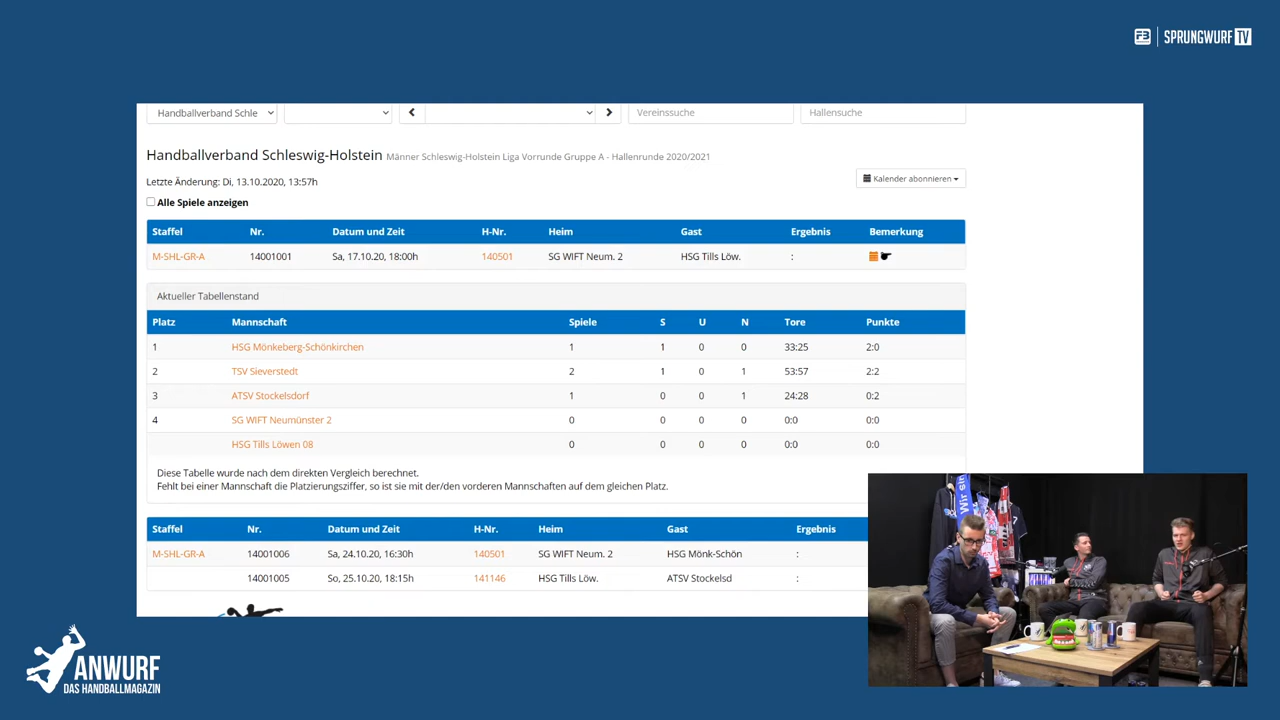 SPRUNGWURF TV
Handballverband Schle
Vereinssuche
Hallensuche
Handballverband Schleswig-Holstein Männer Schleswig-Holstein Liga Vorrunde Gruppe A - Hallenrunde 2020/2021
Letzte Änderung: Di, 13.10.2020, 13:57h
Kalender abonnieren
Alle Spiele anzeigen
Staffel Nr. Datum und Zeit H-Nr. Heim Gast Ergebnis Bemerkung
M-SHL-GR-A 14001001 Sa, 17.10.20, 18:00h 140501 SG WIFT Neum. 2 HSG Tills Löw. :
Aktueller Tabellenstand
Platz Mannschaft Spiele S U N Tore Punkte
1 HSG Mönkeberg-Schönkirchen 1 1 0 0 33:25 2:0
2 TSV Sieverstedt 2 1 0 1 53:57 2:2
3 ATSV Stockelsdorf 1 0 0 1 24:28 0:2
4 SG WIFT Neumünster 2 0 0 0 0 0:0 0:0
HSG Tills Löwen 08 0 0 0 0 0:0 0:0
Diese Tabelle wurde nach dem direkten Vergleich berechnet.
Fehlt bei einer Mannschaft die Platzierungsziffer, so ist sie mit der/den vorderen Mannschaften auf dem gleichen Platz.
Staffel Nr. Datum und Zeit H-Nr. Heim Gast Ergebnis
M-SHL-GR-A 14001006 Sa, 24.10.20, 16:30h 140501 SG WIFT Neum. 2 HSG Mönk-Schön :
14001005 So, 25.10.20, 18:15h 141146 HSG Tills Löw. ATSV Stockelsd :
Wir sin
ANWURF
DAS HANDBALLMAGAZIN